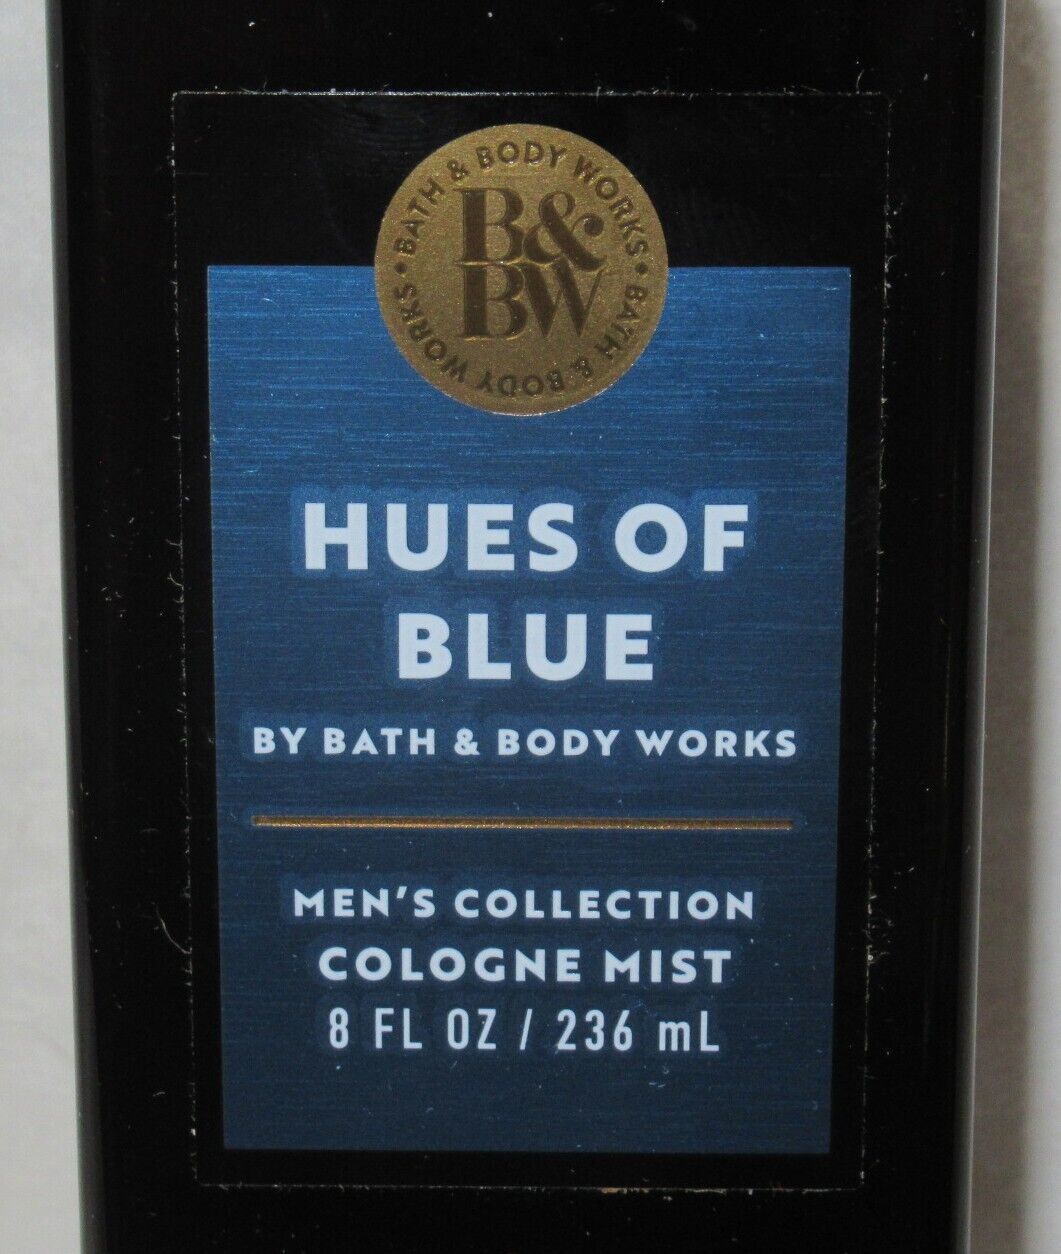 • BATH & BODY WORKS • BATH & BODY WORKS
B&
BW
HUES OF
BLUE
BY BATH & BODY WORKS
MEN'S COLLECTION
COLOGNE MIST
8 FL OZ / 236 mL